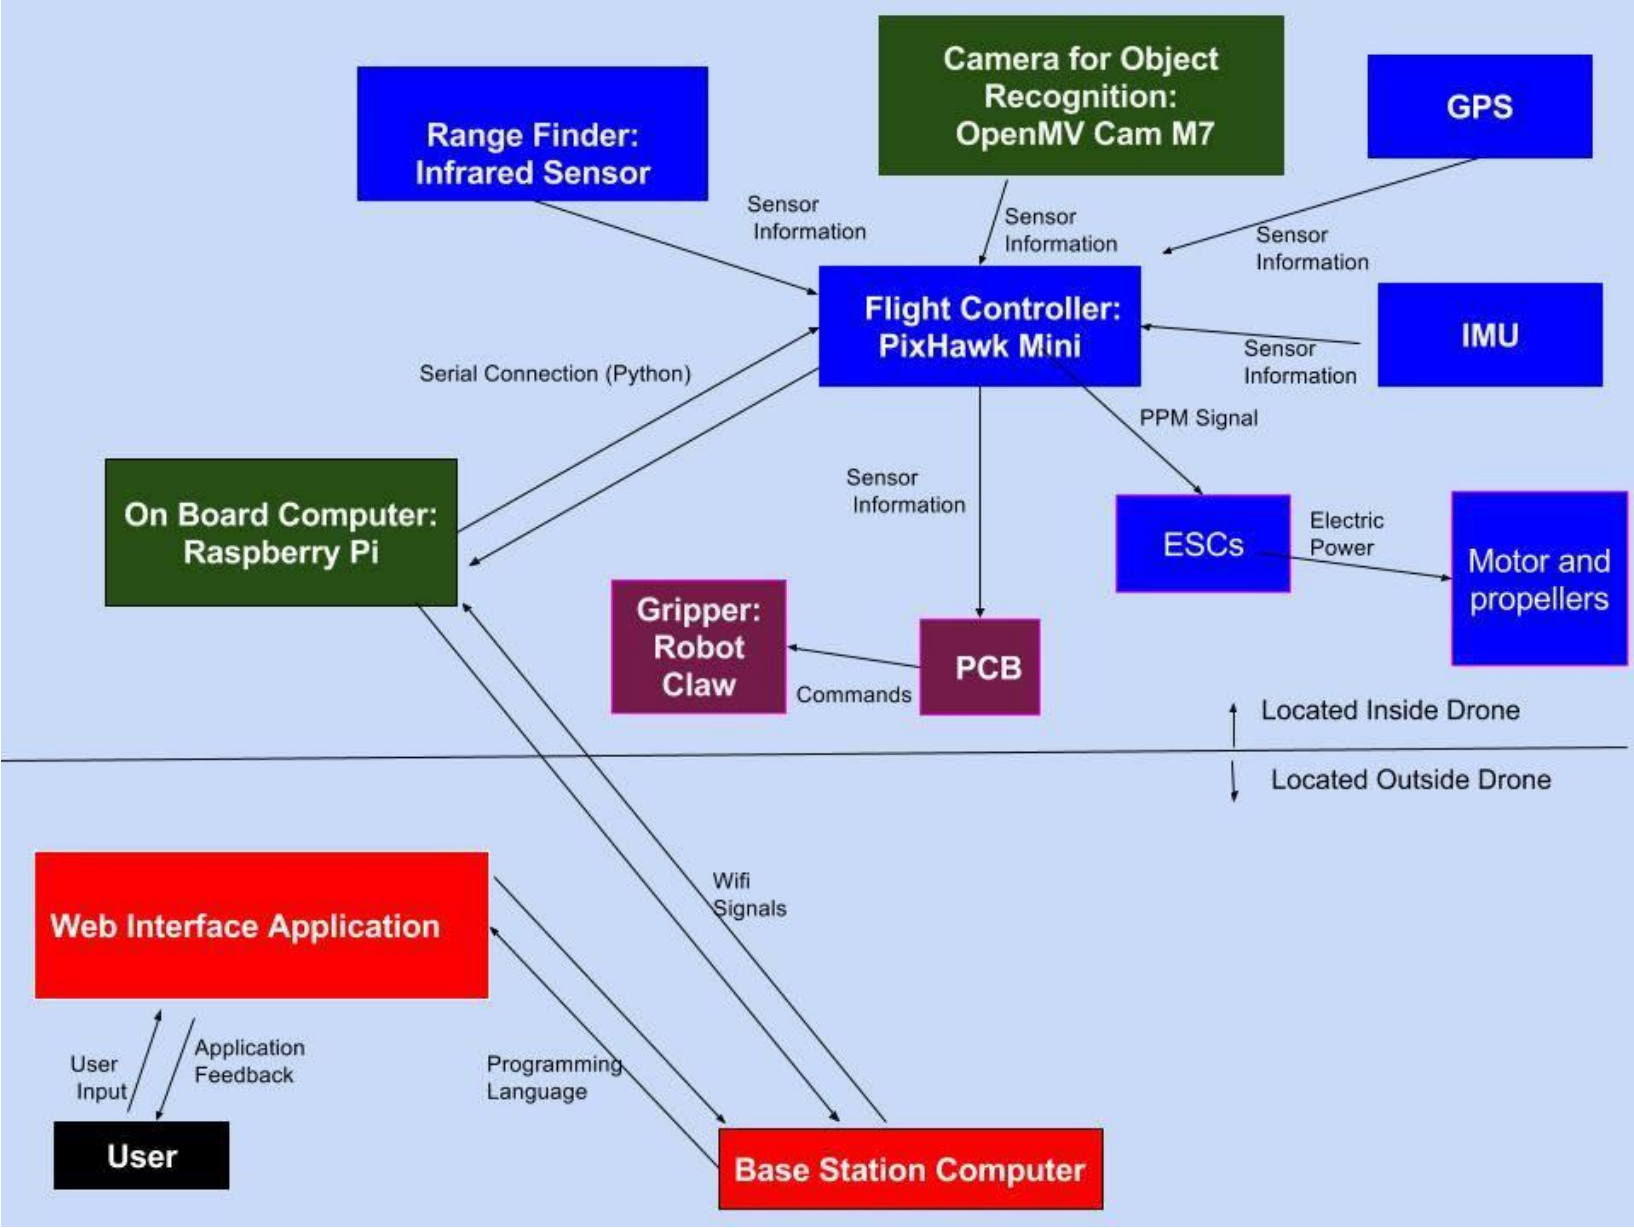 Camera for Object
Recognition:
OpenMV Cam M7
GPS
Range Finder:
Infrared Sensor
Sensor
Information
Sensor
Information
Sensor
Information
Flight Controller:
PixHawk Mini
IMU
Sensor
Information
Serial Connection (Python)
PPM Signal
Sensor
Information
On Board Computer:
Raspberry Pi
ESCs
Electric
Power
Motor and
propellers
Gripper:
Robot
Claw
PCB
Commands
Located Inside Drone
Located Outside Drone
Wifi
Signals
Web Interface Application
User
Input
Application
Feedback
Programming
Language
User
Base Station Computer